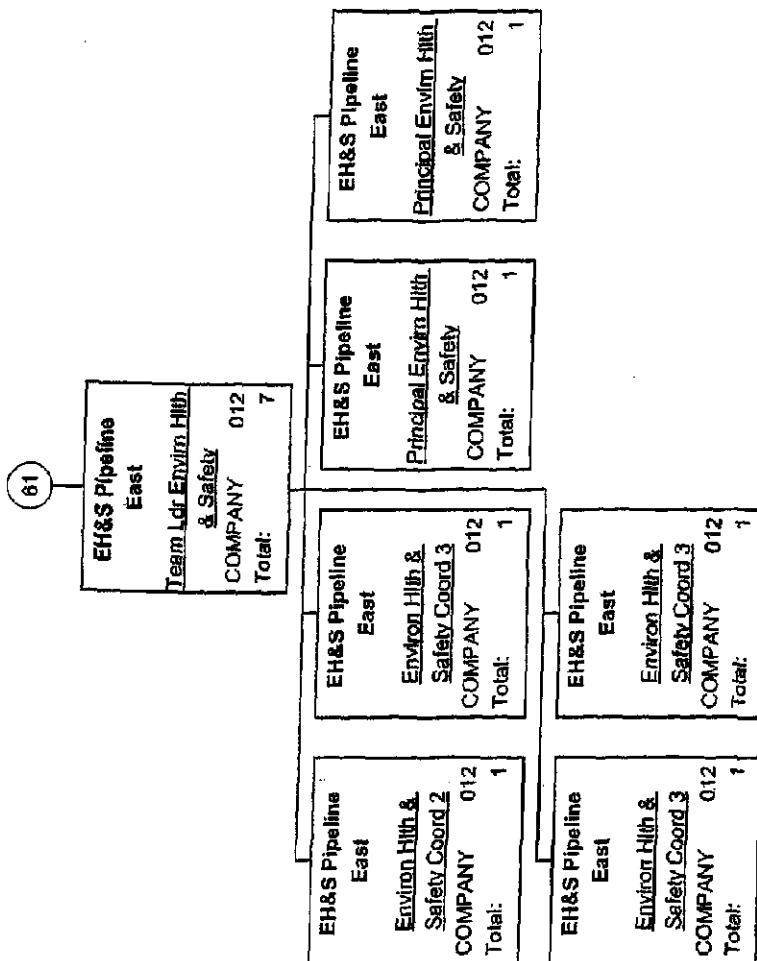 61
EH&S Pipeline
East
Team Ldr Envirn Hlth
& Safety
COMPANY 012
Total: 7
EH&S Pipeline
East
Environ Hlth &
Safety Coord 2
COMPANY 012
Total: 1
EH&S Pipeline
East
Environ Hlth &
Safety Coord 3
COMPANY 012
Total: 1
EH&S Pipeline
East
Principal Envirn Hlth
& Safety
COMPANY 012
Total: 1
EH&S Pipeline
East
Principal Envirn Hlth
& Safety
COMPANY 012
Total: 1
EH&S Pipeline
East
Environ Hlth &
Safety Coord 3
COMPANY 012
Total: 1
EH&S Pipeline
East
Environ Hlth &
Safety Coord 3
COMPANY 012
Total: 1